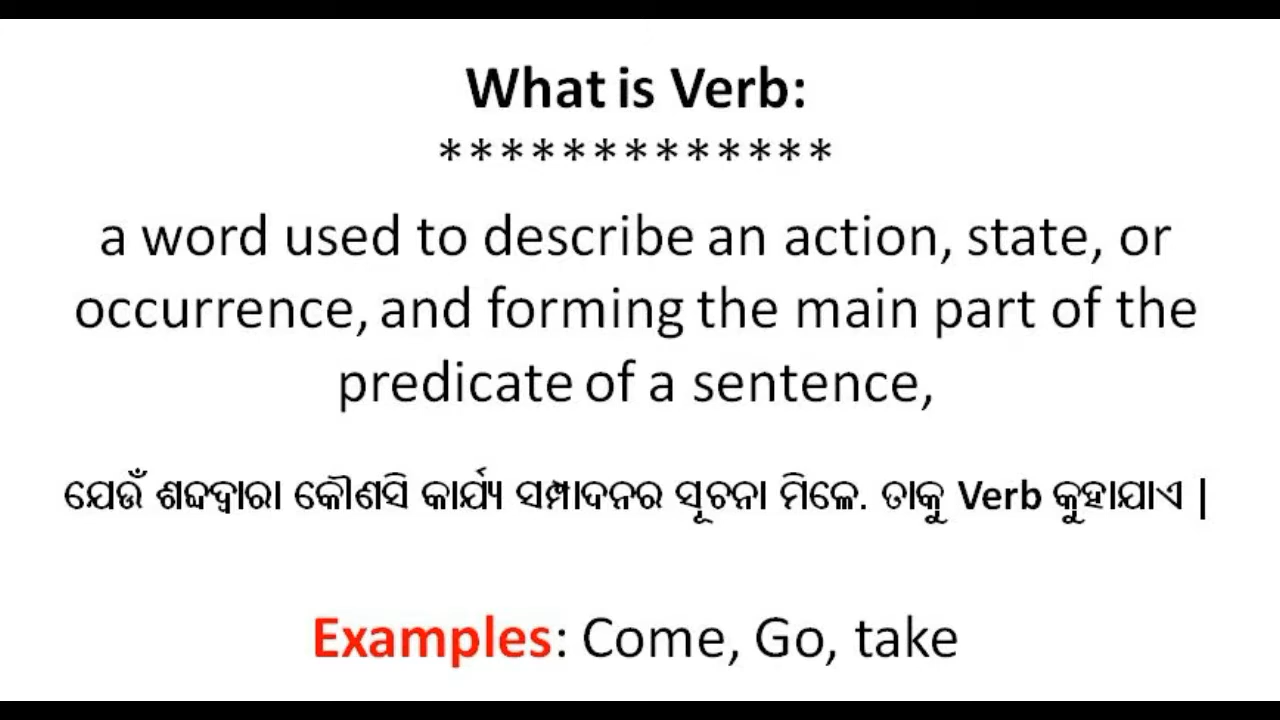 What is Verb:
*************
a word used to describe an action, state, or
occurrence, and forming the main part of the
predicate of a sentence,
ଯେଉଁ ଶବ୍ଦଦ୍ୱାରା କୌଣସି କାର୍ଯ୍ୟ ସମ୍ପାଦନର ସୂଚନା ମିଳେ. ତାକୁ Verb କୁହାଯାଏ |
Examples: Come, Go, take